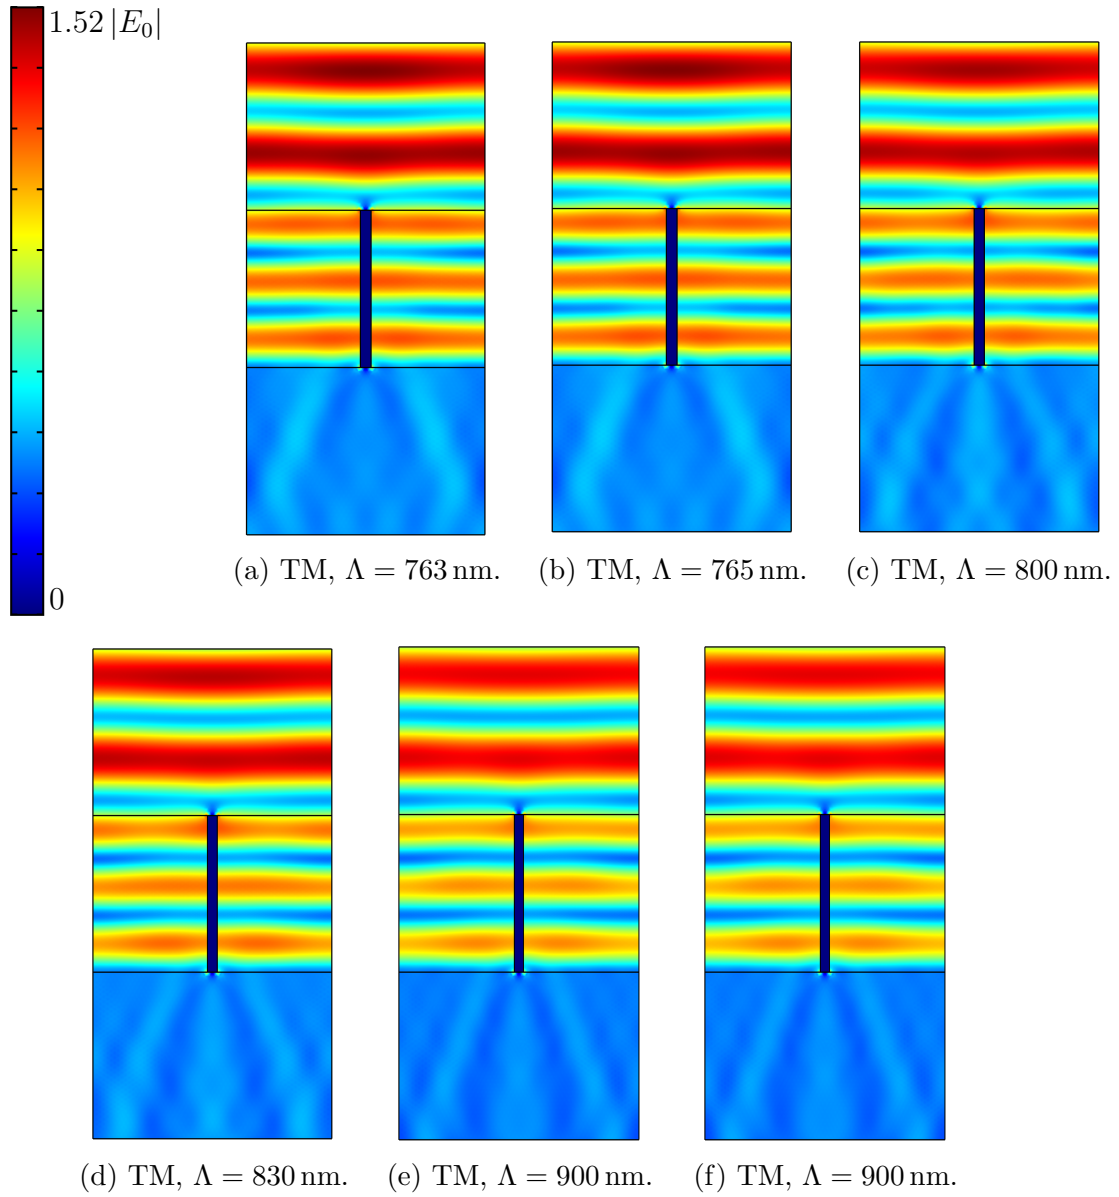 1.52 |E₀|
0
(a) TM, Λ = 763 nm.
(b) TM, Λ = 765 nm.
(c) TM, Λ = 800 nm.
(d) TM, Λ = 830 nm.
(e) TM, Λ = 900 nm.
(f) TM, Λ = 900 nm.